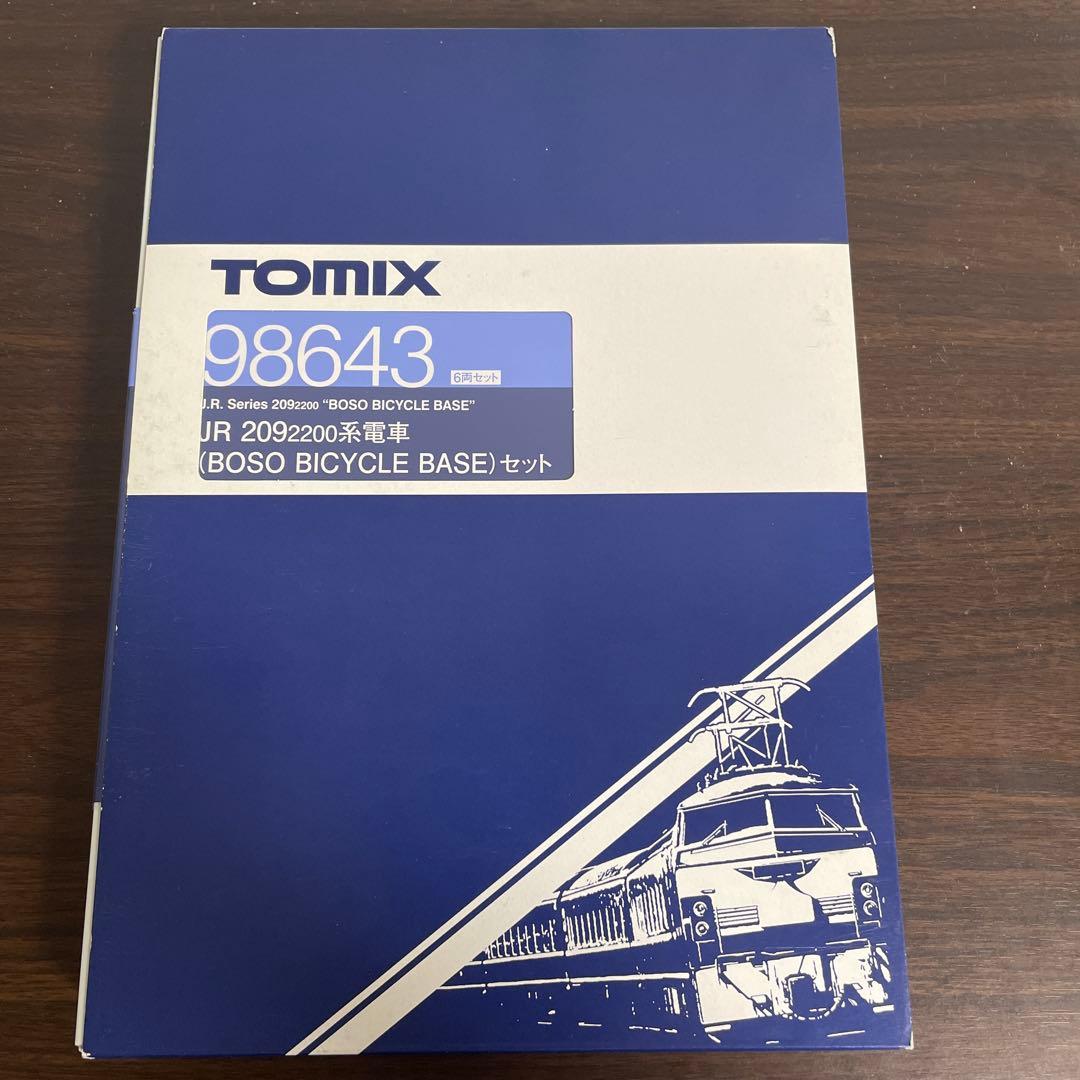 TOMIX
98643 6両セット
J.R. Series 2092200 “BOSO BICYCLE BASE”
JR 2092200系電車
(BOSO BICYCLE BASE)セット